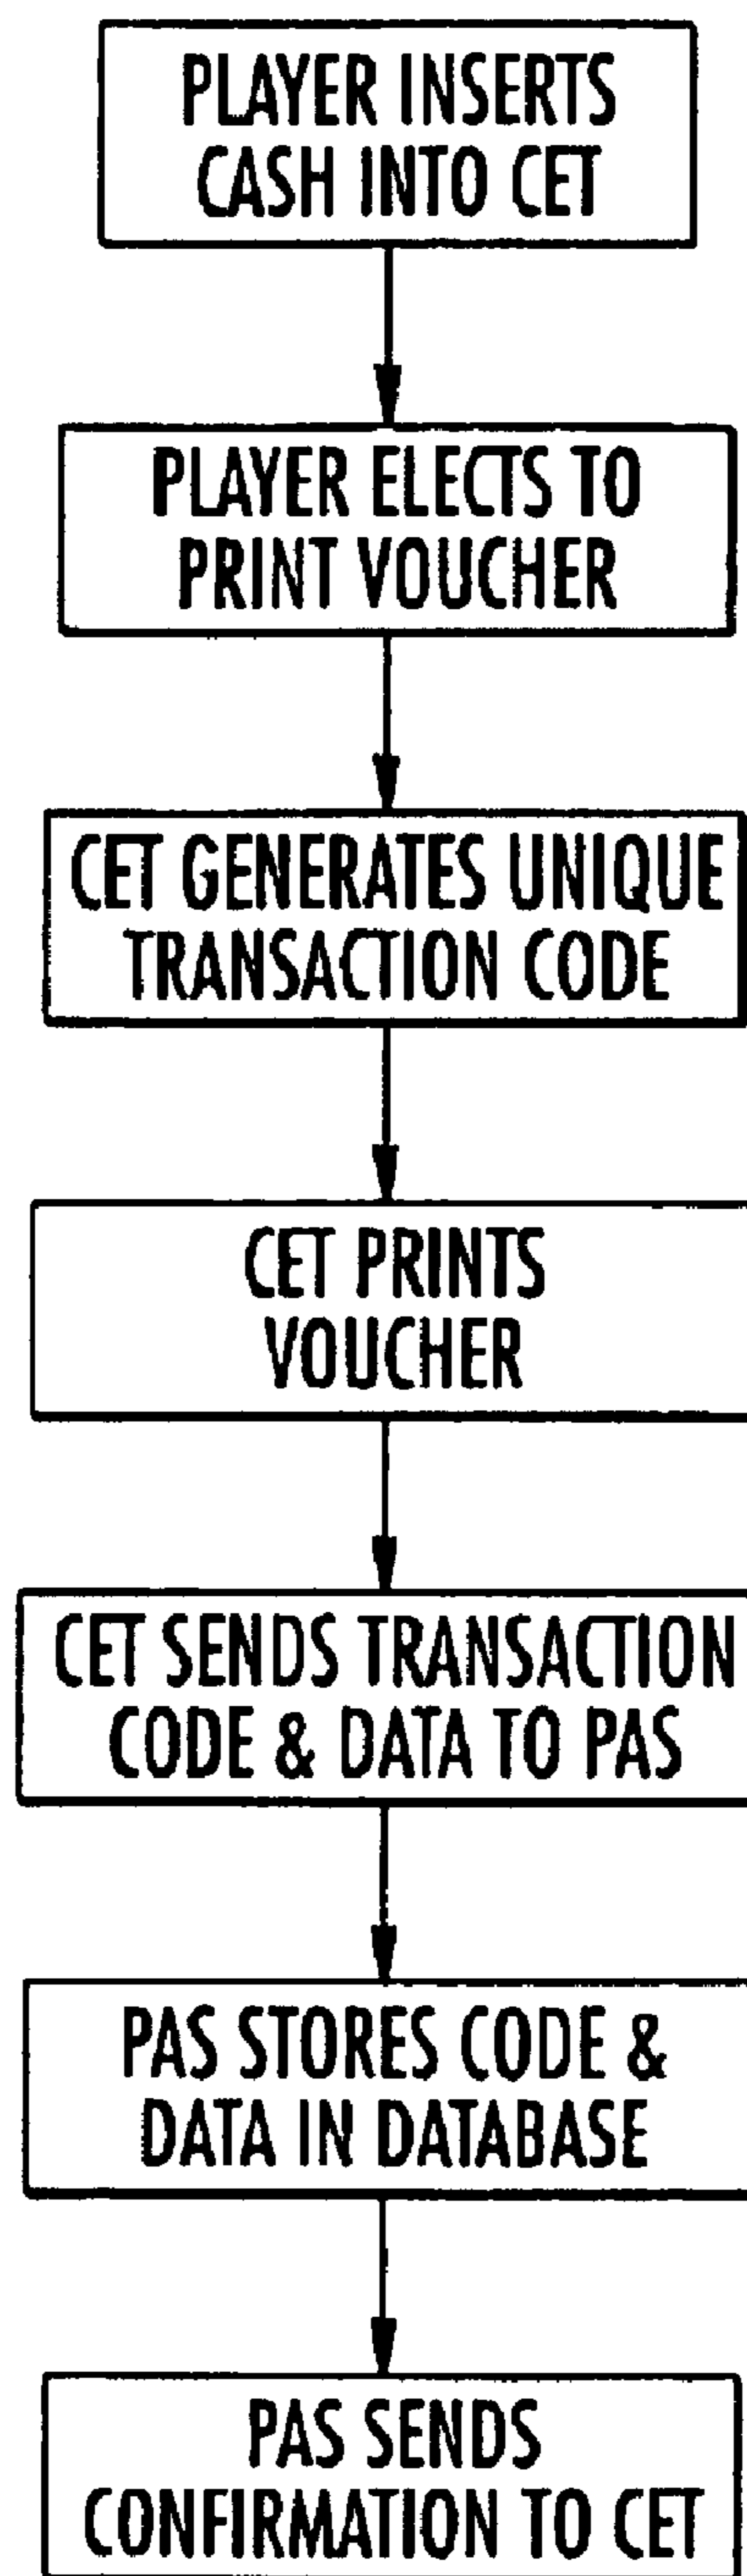 PLAYER INSERTS
CASH INTO CET
PLAYER ELECTS TO
PRINT VOUCHER
CET GENERATES UNIQUE
TRANSACTION CODE
CET PRINTS
VOUCHER
CET SENDS TRANSACTION
CODE & DATA TO PAS
PAS STORES CODE &
DATA IN DATABASE
PAS SENDS
CONFIRMATION TO CET